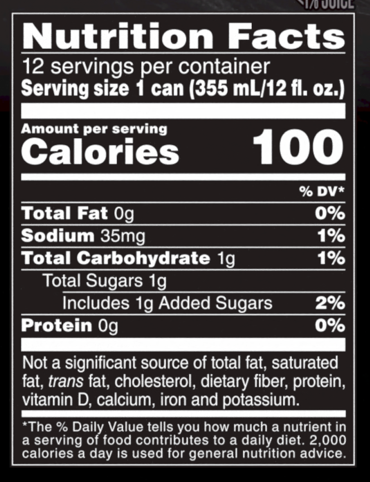 <1% JUICE
Nutrition Facts
12 servings per container
Serving size 1 can (355 mL/12 fl. oz.)
Amount per serving
Calories 100
% DV*
Total Fat 0g 0%
Sodium 35mg 1%
Total Carbohydrate 1g 1%
Total Sugars 1g
Includes 1g Added Sugars 2%
Protein 0g 0%
Not a significant source of total fat, saturated
fat, trans fat, cholesterol, dietary fiber, protein,
vitamin D, calcium, iron and potassium.
*The % Daily Value tells you how much a nutrient in
a serving of food contributes to a daily diet. 2,000
calories a day is used for general nutrition advice.